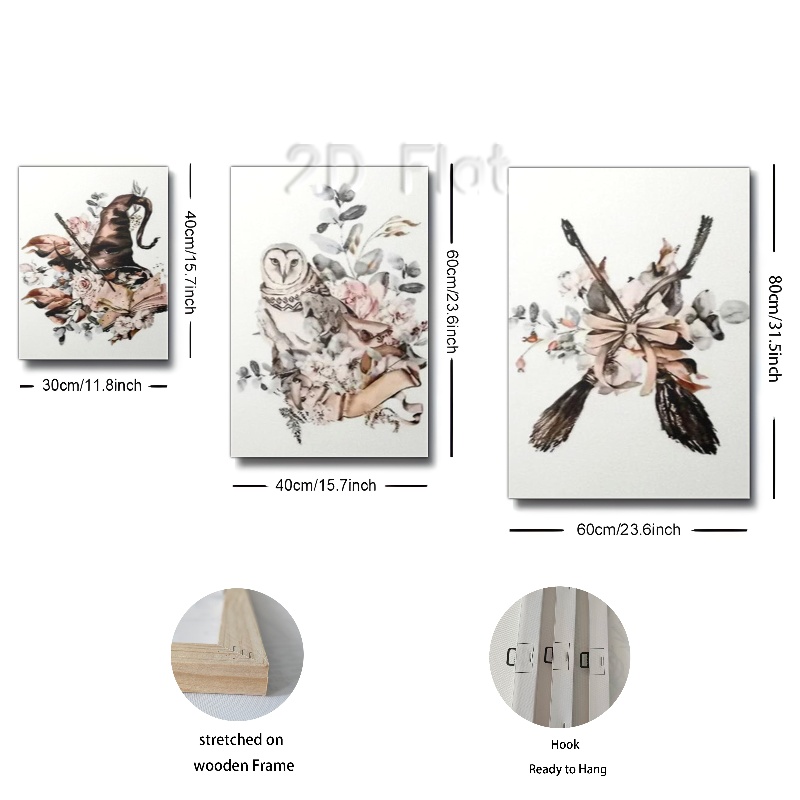 2D Flat
40cm/15.7inch
60cm/23.6inch
80cm/31.5inch
30cm/11.8inch
40cm/15.7inch
60cm/23.6inch
stretched on
wooden Frame
Hook
Ready to Hang